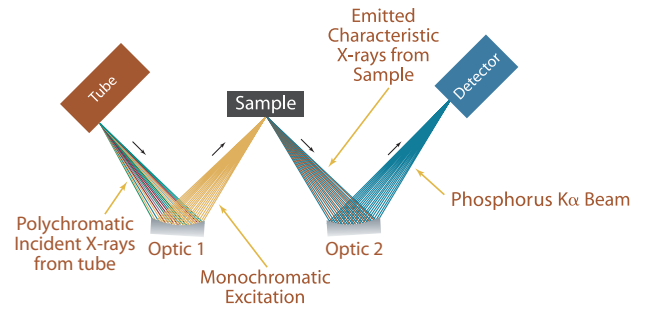 Emitted
Characteristic
X-rays from
Sample
Tube
Sample
Detector
Polychromatic
Incident X-rays
from tube
Optic 1
Monochromatic
Excitation
Optic 2
Phosphorus Kα Beam